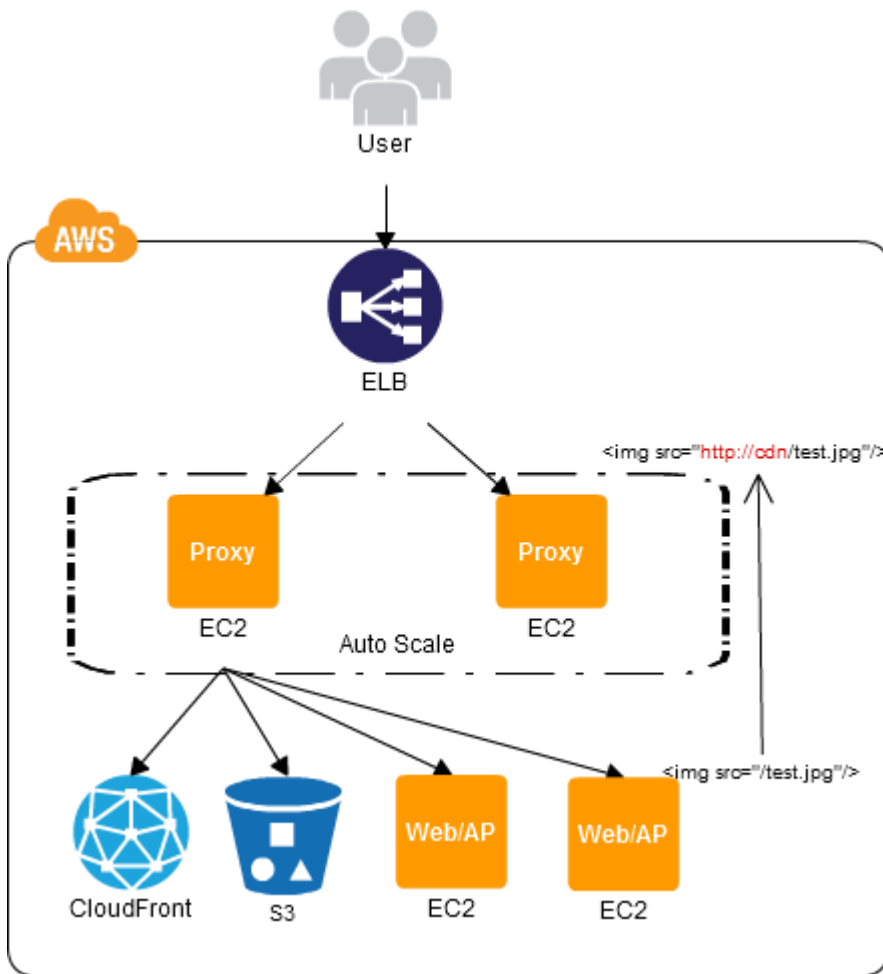 User
AWS
ELB
<img src="http://cdn/test.jpg"/>
Proxy
Proxy
EC2
EC2
Auto Scale
<img src="/test.jpg"/>
Web/AP
Web/AP
CloudFront
S3
EC2
EC2